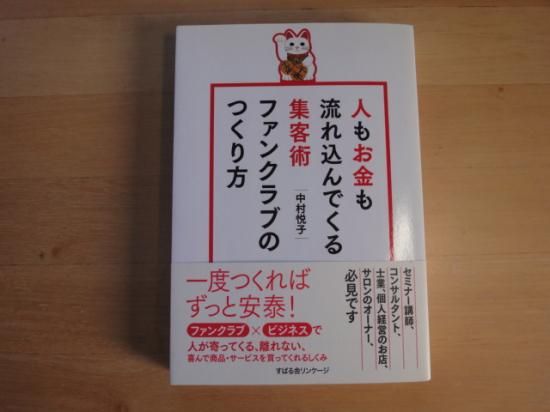 人もお金も
流れ込んでくる
集客術
ファンクラブの
つくり方
中村悦子
一度つくれば
ずっと安泰!
ファンクラブ×ビジネスで
人が寄ってくる、離れない、
喜んで商品・サービスを買ってくれるしくみ
セミナー講師、
コンサルタント、
士業、個人経営のお店、
サロンのオーナー、
必見です
すばる舎リンケージ